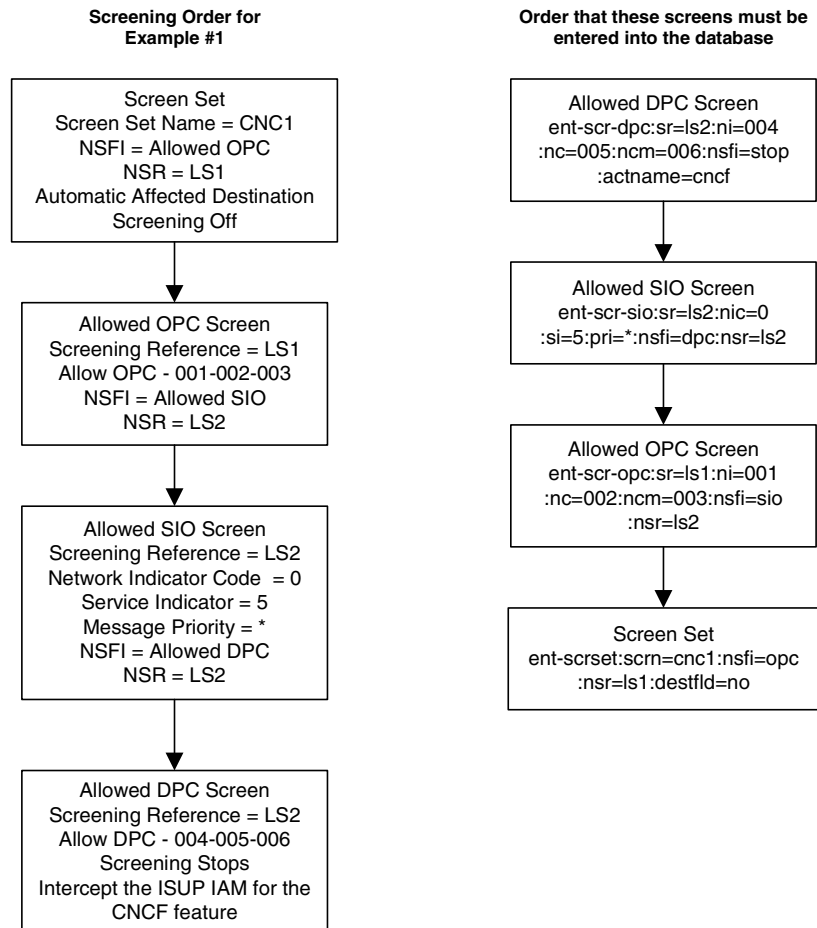 Screening Order for
Example #1
Screen Set
Screen Set Name = CNC1
NSFI = Allowed OPC
NSR = LS1
Automatic Affected Destination
Screening Off
Allowed OPC Screen
Screening Reference = LS1
Allow OPC - 001-002-003
NSFI = Allowed SIO
NSR = LS2
Allowed SIO Screen
Screening Reference = LS2
Network Indicator Code  = 0
Service Indicator = 5
Message Priority = *
NSFI = Allowed DPC
NSR = LS2
Allowed DPC Screen
Screening Reference = LS2
Allow DPC - 004-005-006
Screening Stops
Intercept the ISUP IAM for the
CNCF feature
Order that these screens must be
entered into the database
Allowed DPC Screen
ent-scr-dpc:sr=ls2:ni=004
:nc=005:ncm=006:nsfi=stop
:actname=cncf
Allowed SIO Screen
ent-scr-sio:sr=ls2:nic=0
:si=5:pri=*:nsfi=dpc:nsr=ls2
Allowed OPC Screen
ent-scr-opc:sr=ls1:ni=001
:nc=002:ncm=003:nsfi=sio
:nsr=ls2
Screen Set
ent-scrset:scrn=cnc1:nsfi=opc
:nsr=ls1:destfld=no